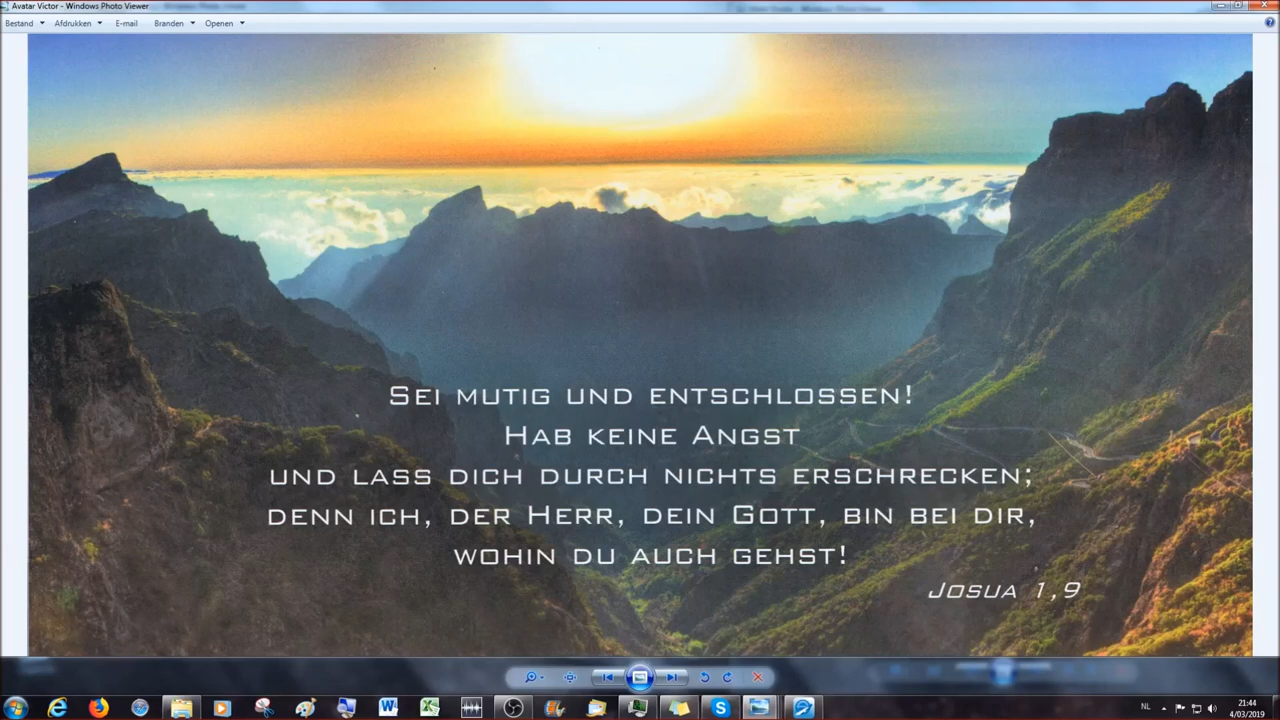 Avatar Victor - Windows Photo Viewer
Bestand Afdrukken E-mail Branden Openen
SEI MUTIG UND ENTSCHLOSSEN!
HAB KEINE ANGST
UND LASS DICH DURCH NICHTS ERSCHRECKEN;
DENN ICH, DER HERR, DEIN GOTT, BIN BEI DIR,
WOHIN DU AUCH GEHST!
JOSUA 1,9
NL
21:44
4/03/2019